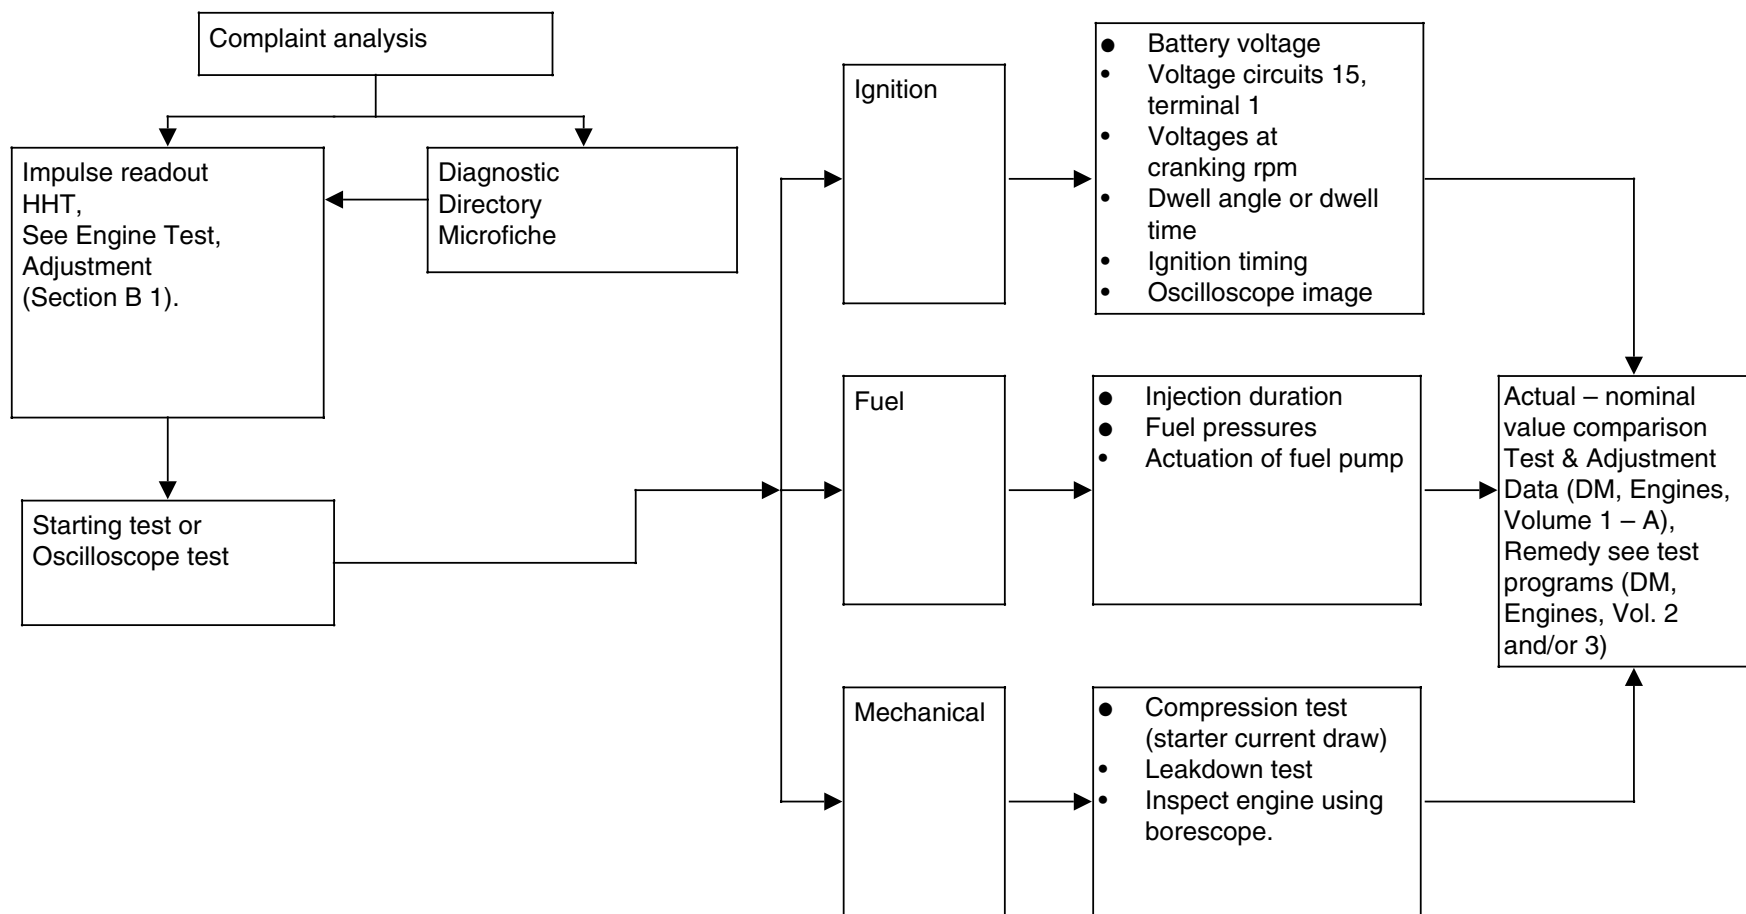 Complaint analysis
Impulse readout
HHT,
See Engine Test,
Adjustment
(Section B 1).
Diagnostic
Directory
Microfiche
Starting test or
Oscilloscope test
Ignition
● Battery voltage
• Voltage circuits 15,
terminal 1
• Voltages at
cranking rpm
• Dwell angle or dwell
time
• Ignition timing
• Oscilloscope image
Fuel
● Injection duration
● Fuel pressures
• Actuation of fuel pump
Mechanical
● Compression test
(starter current draw)
• Leakdown test
• Inspect engine using
borescope.
Actual – nominal
value comparison
Test & Adjustment
Data (DM, Engines,
Volume 1 – A),
Remedy see test
programs (DM,
Engines, Vol. 2
and/or 3)